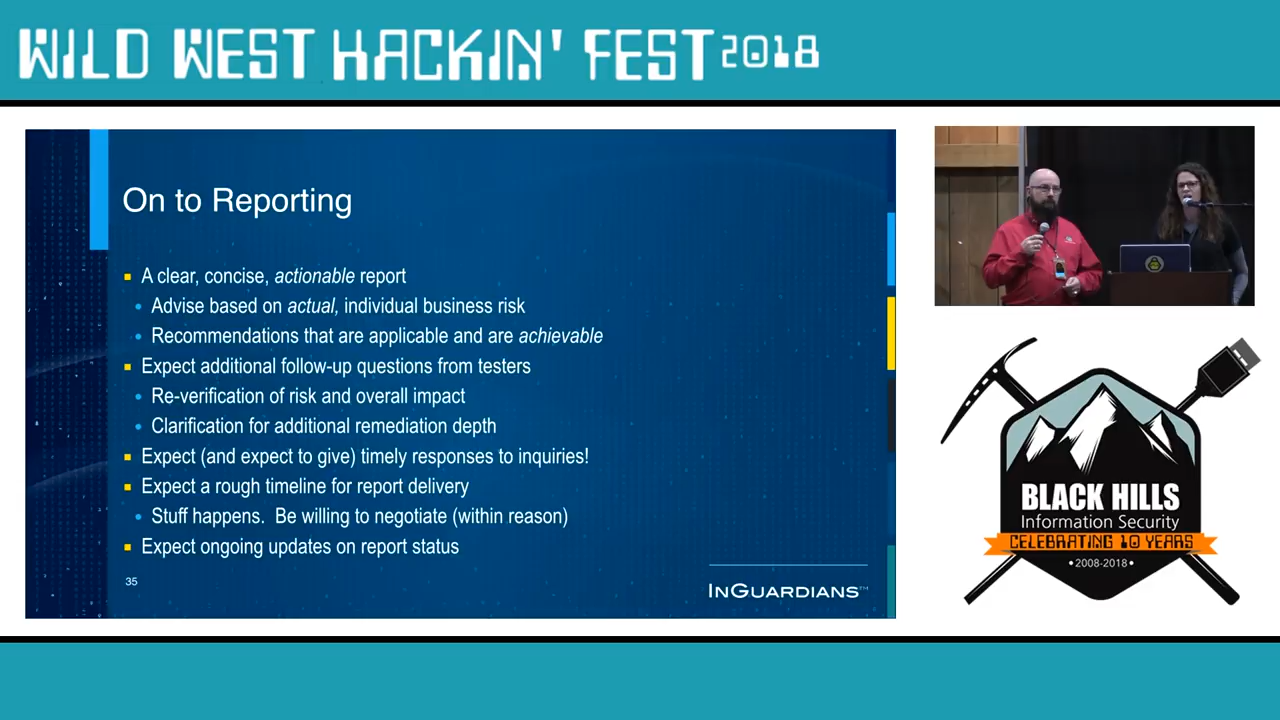 WILD WEST HACKIN' FEST 2018
On to Reporting
A clear, concise, actionable report
Advise based on actual, individual business risk
Recommendations that are applicable and are achievable
Expect additional follow-up questions from testers
Re-verification of risk and overall impact
Clarification for additional remediation depth
Expect (and expect to give) timely responses to inquiries!
Expect a rough timeline for report delivery
Stuff happens. Be willing to negotiate (within reason)
Expect ongoing updates on report status
35
INGUARDIANS™
BLACK HILLS
Information Security
CELEBRATING 10 YEARS
•2008-2018•